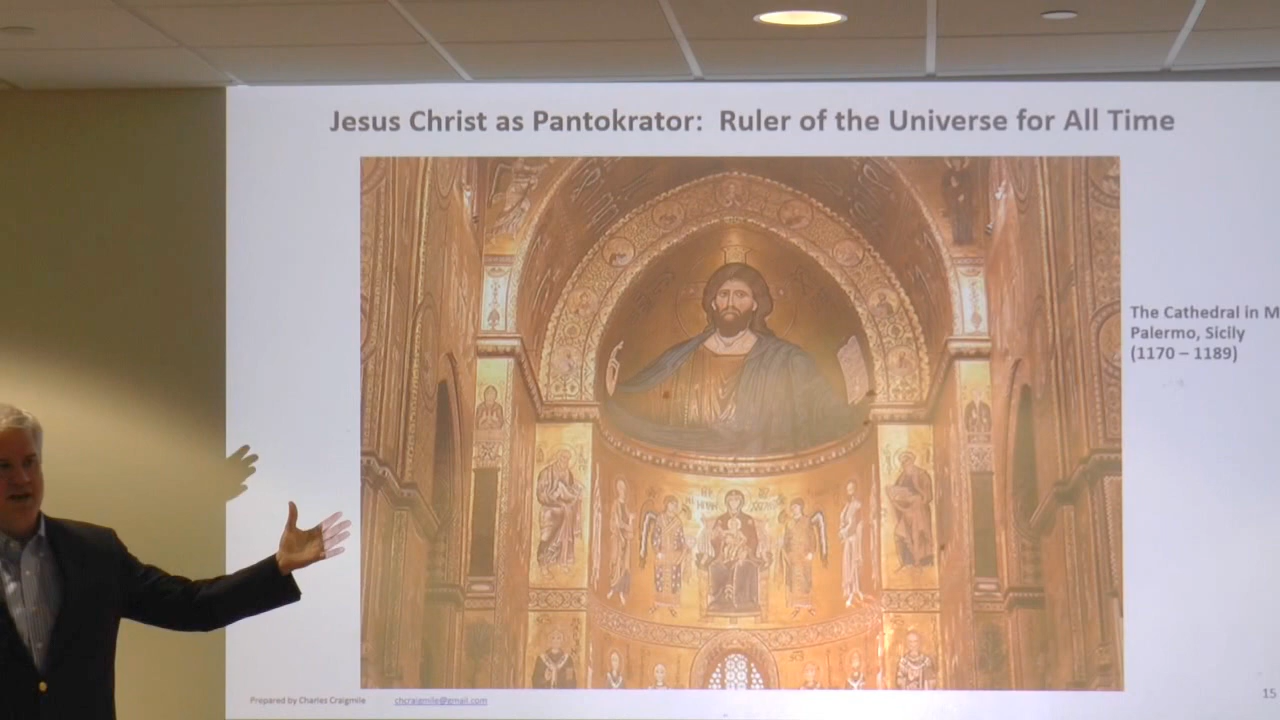 Jesus Christ as Pantokrator: Ruler of the Universe for All Time
The Cathedral in M
Palermo, Sicily
(1170 – 1189)
Prepared by Charles Craigmile chcraigmile@gmail.com
15